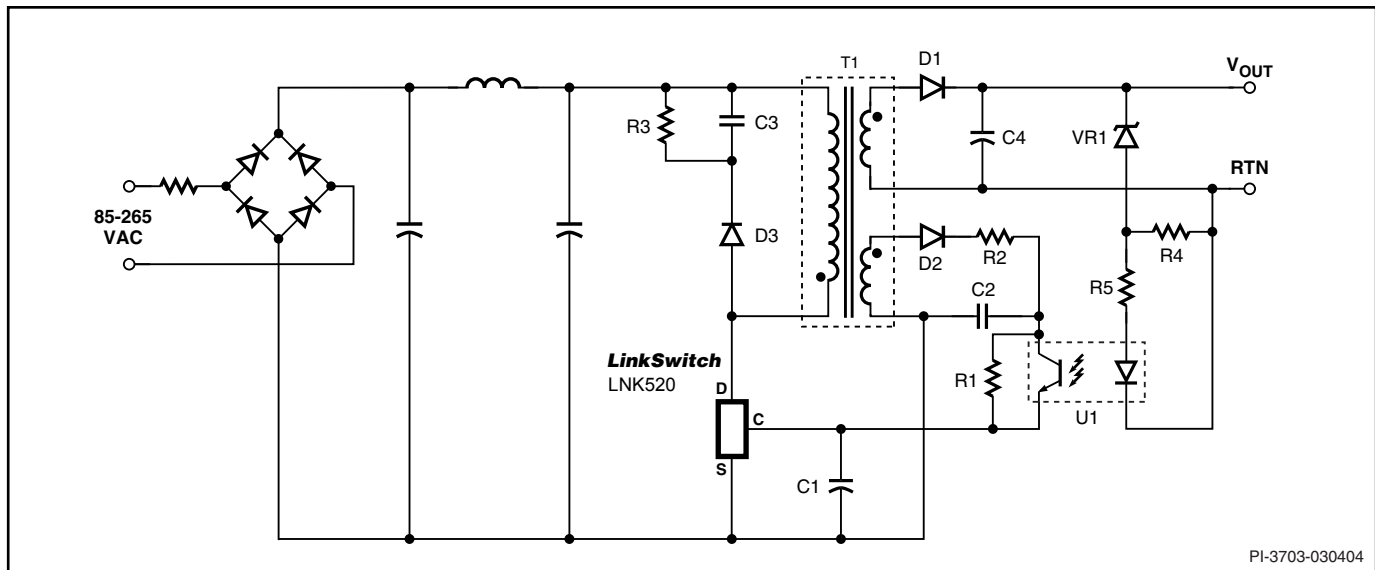 T1
D1
V_OUT
R3
C3
C4
VR1
RTN
85-265
VAC
D3
D2
R2
R4
C2
R5
LinkSwitch
LNK520
D
R1
C
U1
S
C1
PI-3703-030404